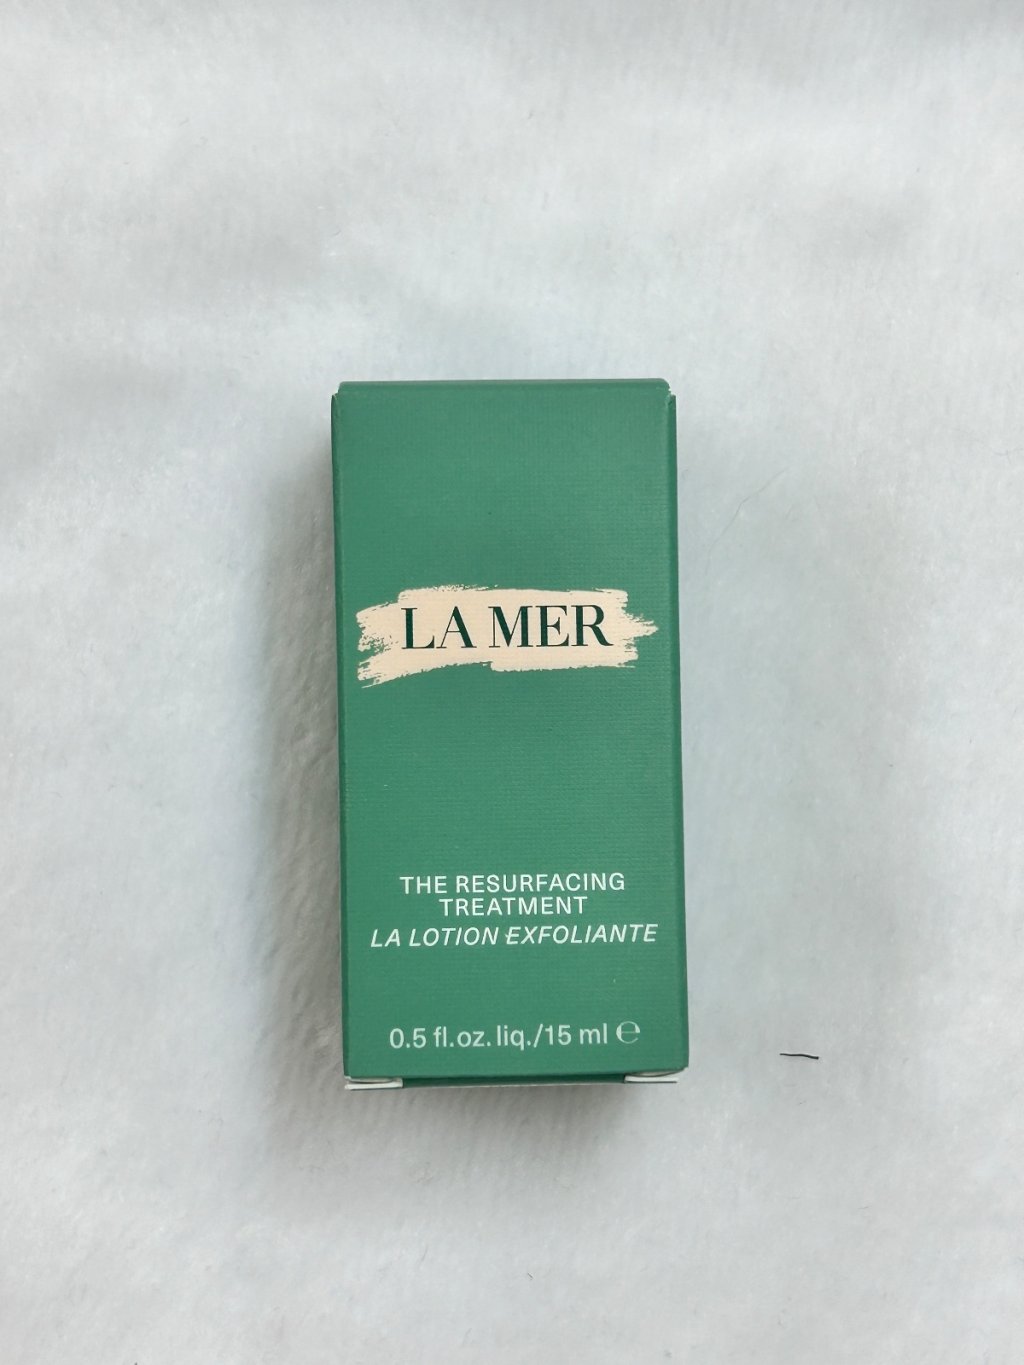 LA MER
THE RESURFACING
TREATMENT
LA LOTION EXFOLIANTE
0.5 fl.oz. liq./15 ml ℮